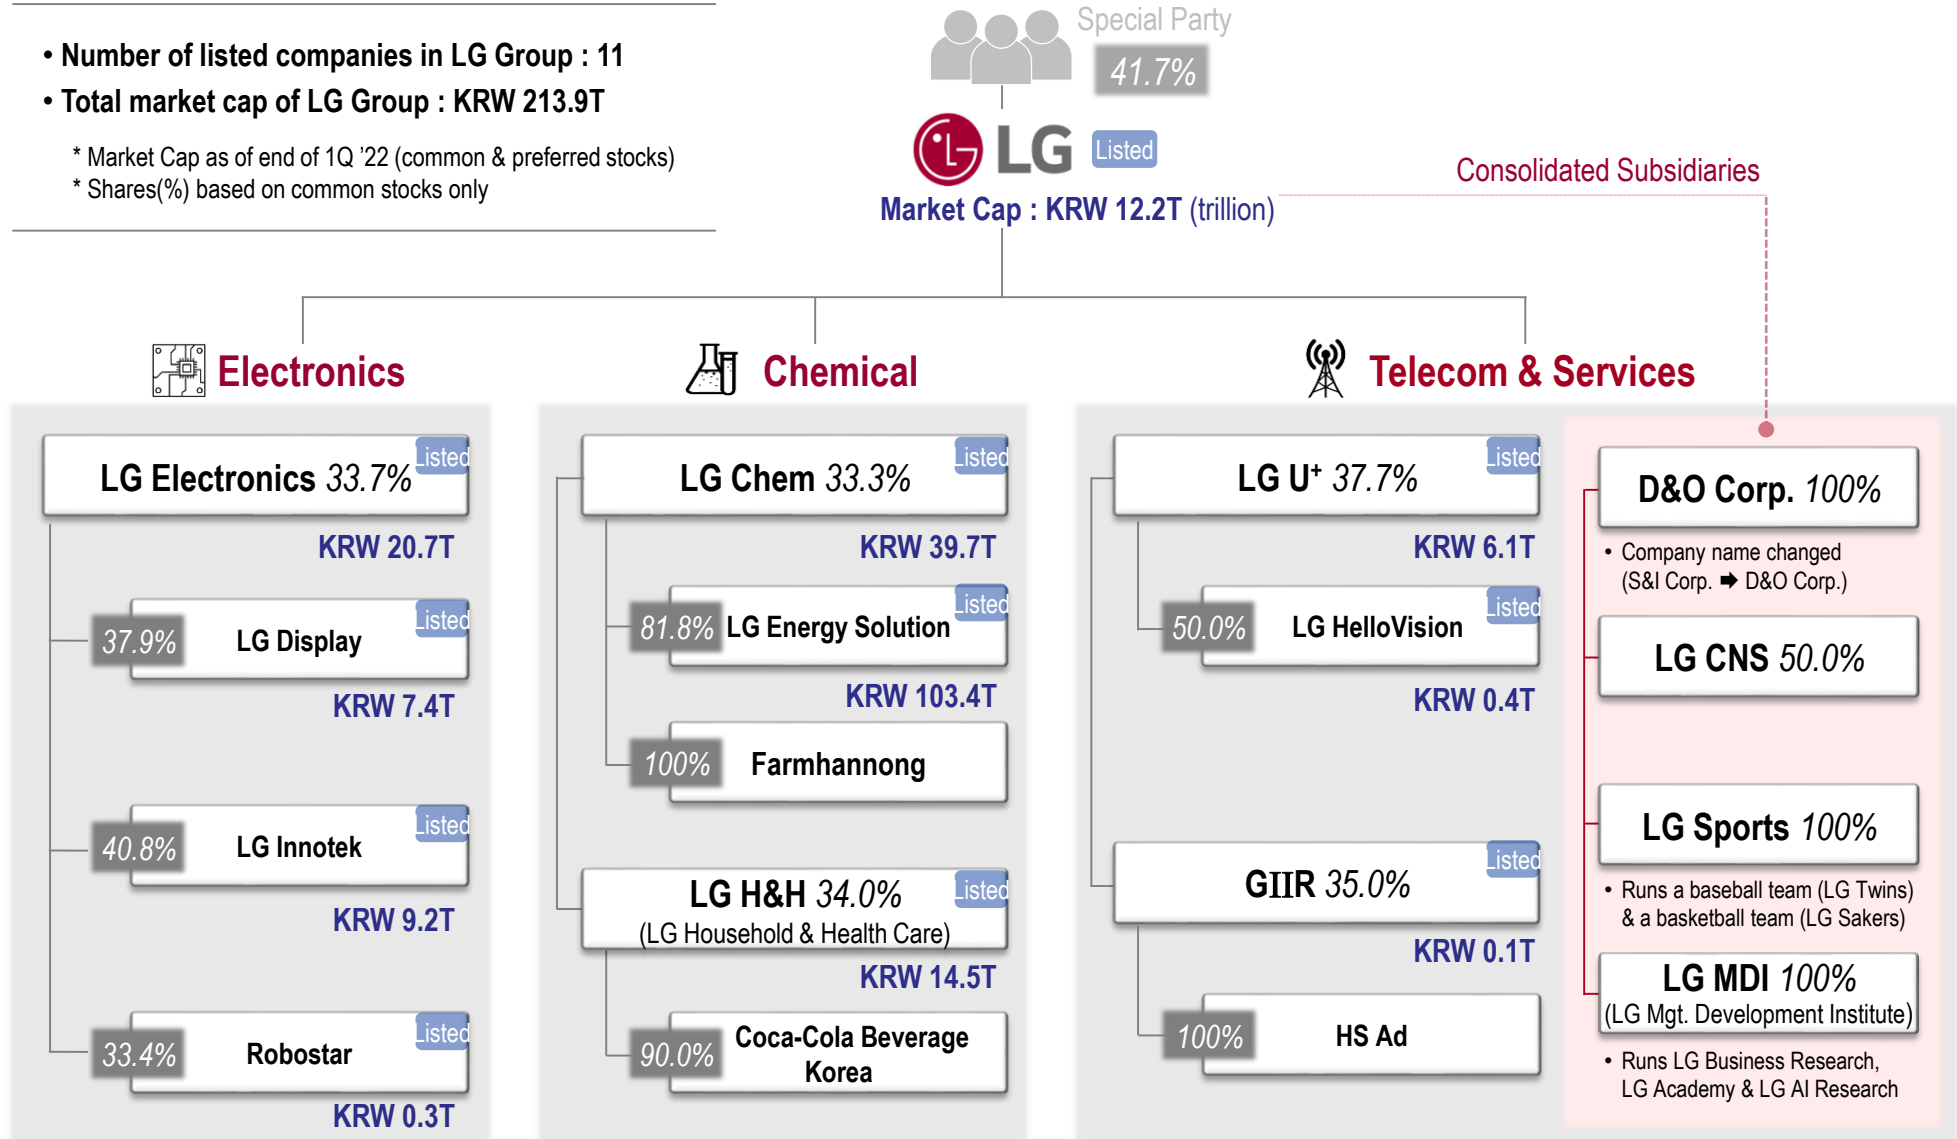 • Number of listed companies in LG Group : 11
• Total market cap of LG Group : KRW 213.9T
* Market Cap as of end of 1Q '22 (common & preferred stocks)
* Shares(%) based on common stocks only
Special Party
41.7%
LG Listed
Market Cap : KRW 12.2T (trillion)
Consolidated Subsidiaries
Electronics
LG Electronics 33.7% Listed
KRW 20.7T
37.9% LG Display Listed
KRW 7.4T
40.8% LG Innotek Listed
KRW 9.2T
33.4% Robostar Listed
KRW 0.3T
Chemical
LG Chem 33.3% Listed
KRW 39.7T
81.8% LG Energy Solution Listed
KRW 103.4T
100% Farmhannong
LG H&H 34.0% Listed
(LG Household & Health Care)
KRW 14.5T
90.0% Coca-Cola Beverage
Korea
Telecom & Services
LG U+ 37.7% Listed
KRW 6.1T
50.0% LG HelloVision Listed
KRW 0.4T
GIIR 35.0% Listed
KRW 0.1T
100% HS Ad
D&O Corp. 100%
• Company name changed
(S&I Corp. ➡ D&O Corp.)
LG CNS 50.0%
LG Sports 100%
• Runs a baseball team (LG Twins)
& a basketball team (LG Sakers)
LG MDI 100%
(LG Mgt. Development Institute)
• Runs LG Business Research,
LG Academy & LG AI Research